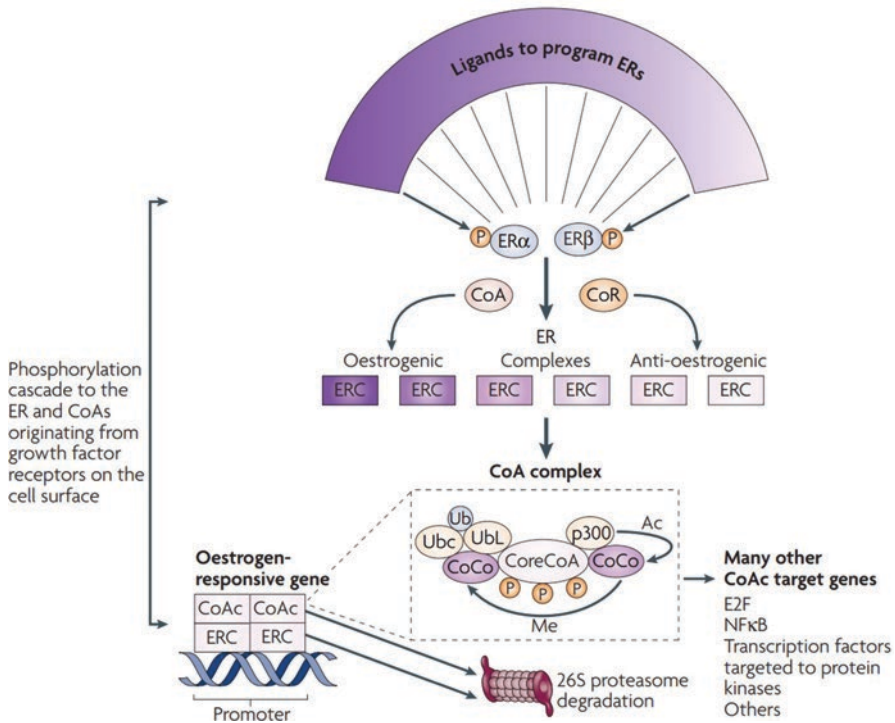 Ligands to program ERs
P
ERα
ERβ
P
CoA
CoR
ER
Oestrogenic
Complexes
Anti-oestrogenic
ERC
ERC
ERC
ERC
ERC
ERC
Phosphorylation
cascade to the
ER and CoAs
originating from
growth factor
receptors on the
cell surface
CoA complex
Ub
Ubc
UbL
p300
Ac
CoCo
CoreCoA
CoCo
P
P
P
Me
Oestrogen-
responsive gene
CoAc
CoAc
ERC
ERC
Promoter
26S proteasome
degradation
Many other
CoAc target genes
E2F
NFκB
Transcription factors
targeted to protein
kinases
Others